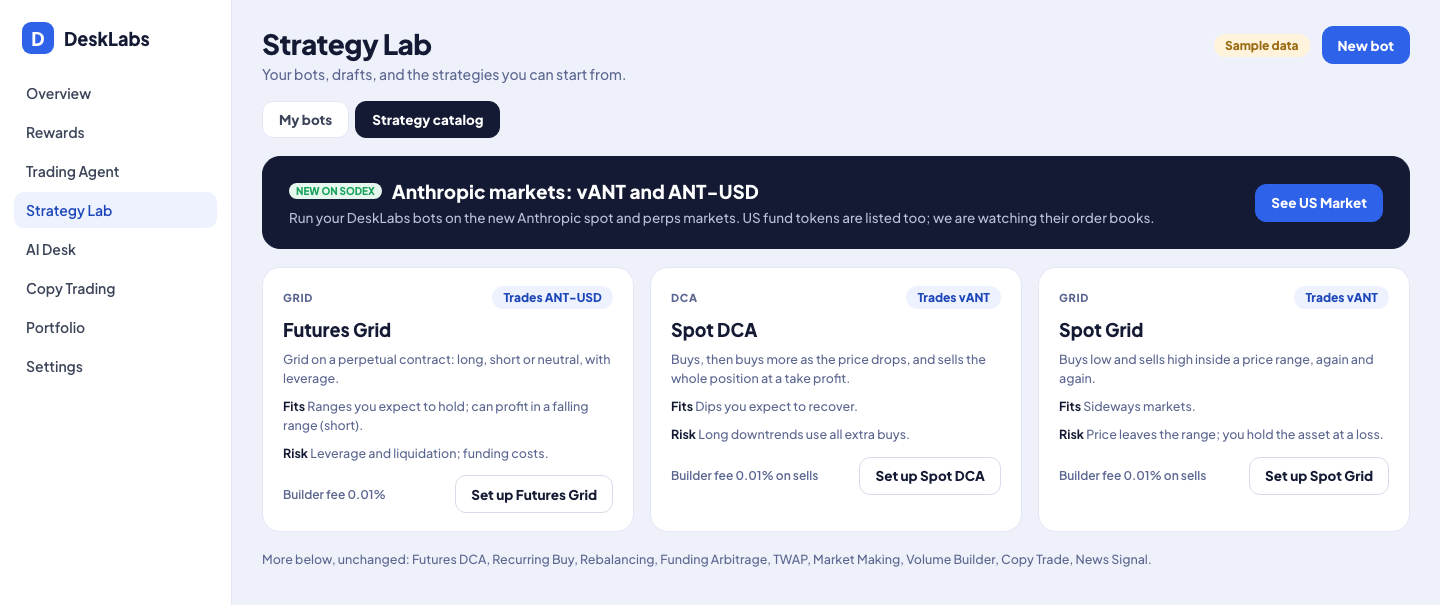 D DeskLabs
Overview
Rewards
Trading Agent
Strategy Lab
AI Desk
Copy Trading
Portfolio
Settings
Strategy Lab
Your bots, drafts, and the strategies you can start from.
Sample data
New bot
My bots
Strategy catalog
NEW ON SODEX
Anthropic markets: vANT and ANT-USD
Run your DeskLabs bots on the new Anthropic spot and perps markets. US fund tokens are listed too; we are watching their order books.
See US Market
GRID
Trades ANT-USD
Futures Grid
Grid on a perpetual contract: long, short or neutral, with
leverage.
Fits Ranges you expect to hold; can profit in a falling
range (short).
Risk Leverage and liquidation; funding costs.
Builder fee 0.01%
Set up Futures Grid
DCA
Trades vANT
Spot DCA
Buys, then buys more as the price drops, and sells the
whole position at a take profit.
Fits Dips you expect to recover.
Risk Long downtrends use all extra buys.
Builder fee 0.01% on sells
Set up Spot DCA
GRID
Trades vANT
Spot Grid
Buys low and sells high inside a price range, again and
again.
Fits Sideways markets.
Risk Price leaves the range; you hold the asset at a loss.
Builder fee 0.01% on sells
Set up Spot Grid
More below, unchanged: Futures DCA, Recurring Buy, Rebalancing, Funding Arbitrage, TWAP, Market Making, Volume Builder, Copy Trade, News Signal.